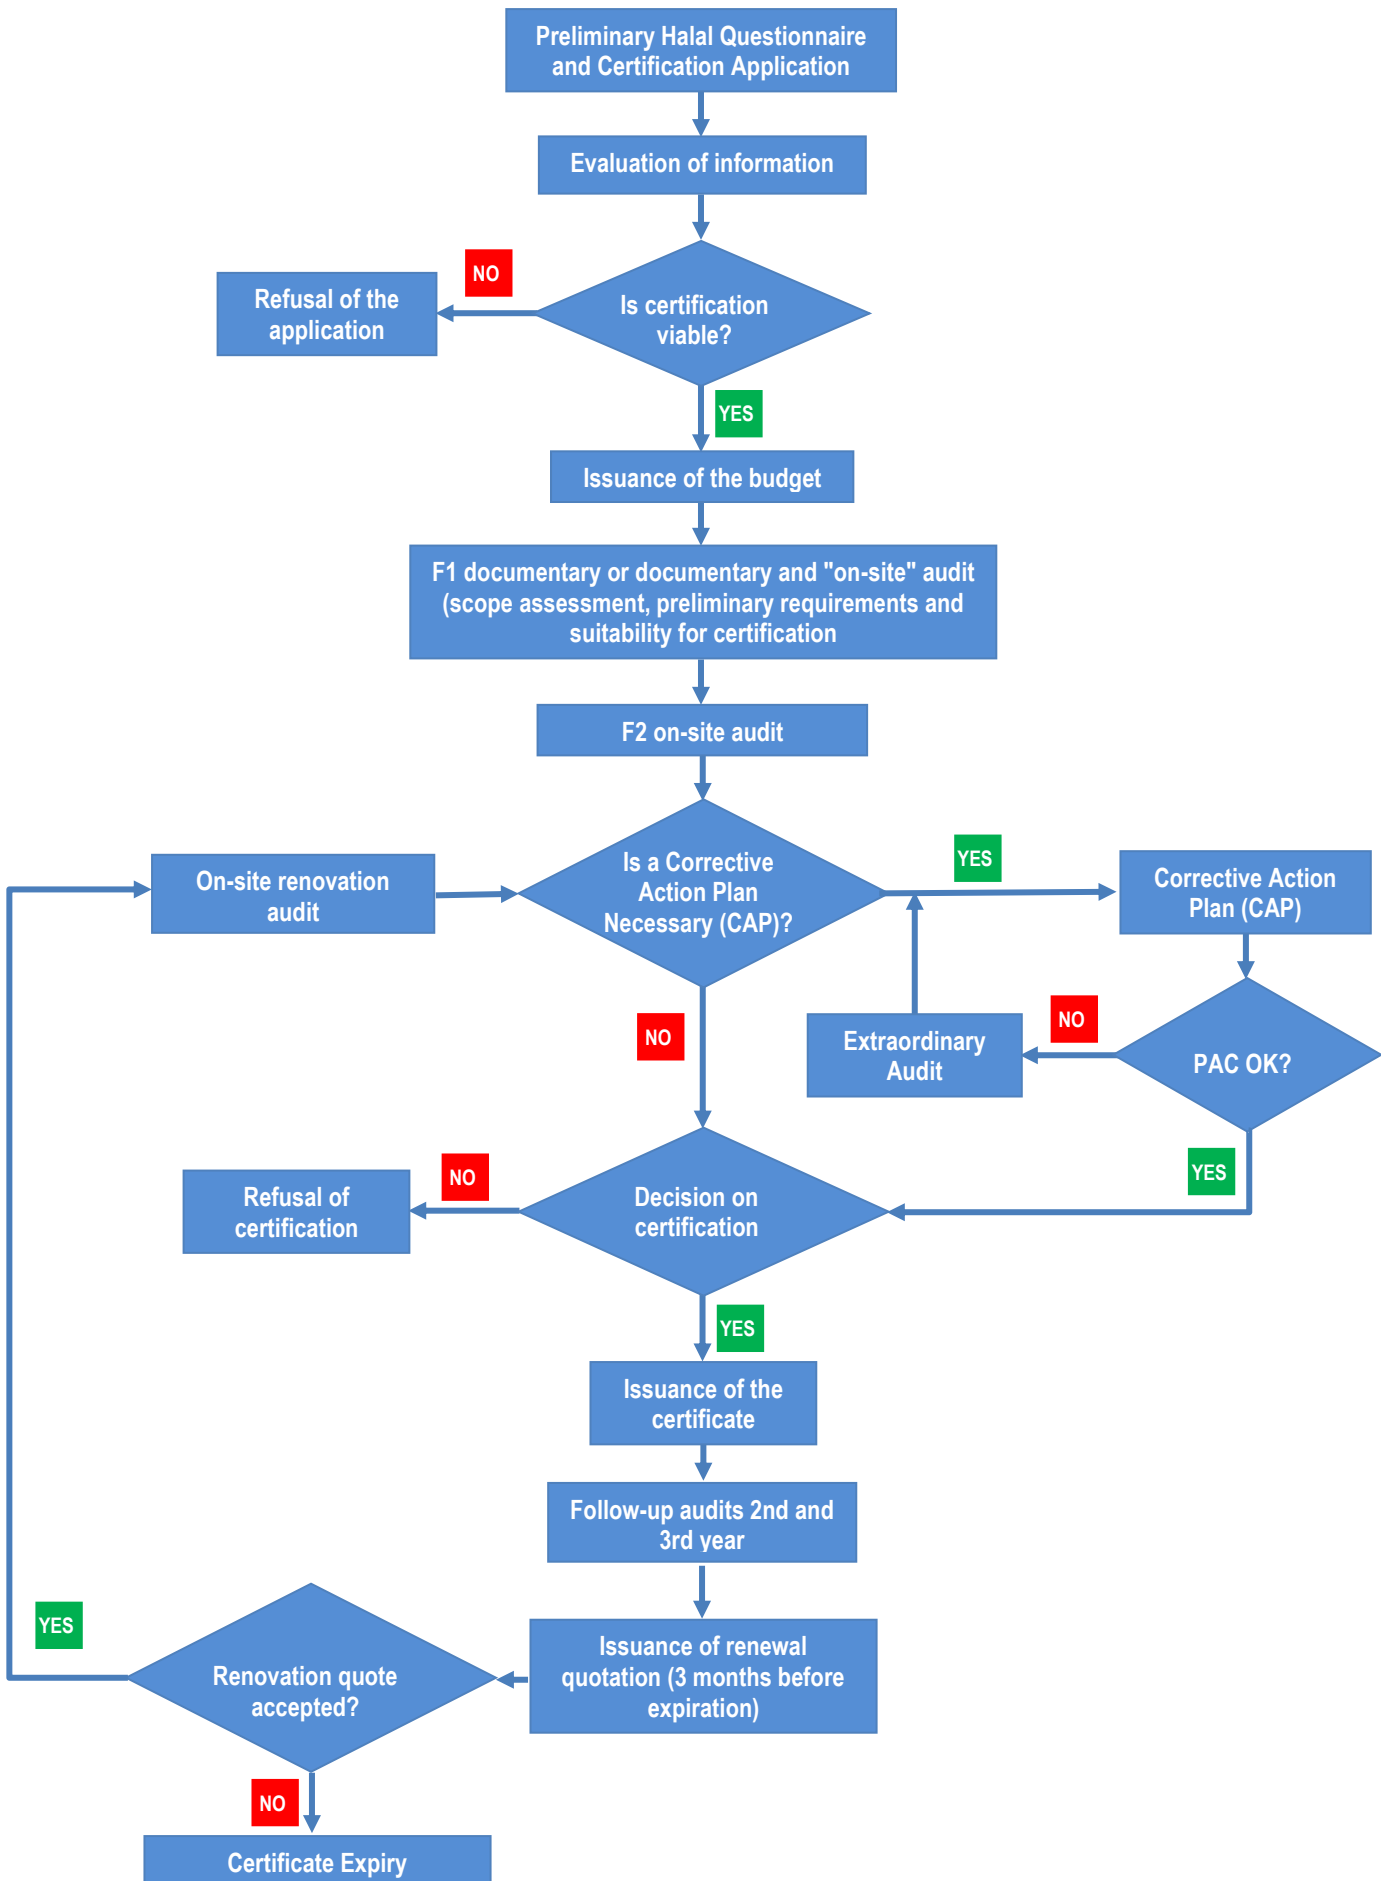 Preliminary Halal Questionnaire
and Certification Application
Evaluation of information
NO
Refusal of the
application
Is certification
viable?
YES
Issuance of the budget
F1 documentary or documentary and "on-site" audit
(scope assessment, preliminary requirements and
suitability for certification
F2 on-site audit
On-site renovation
audit
Is a Corrective
Action Plan
Necessary (CAP)?
YES
Corrective Action
Plan (CAP)
NO
Extraordinary
Audit
NO
PAC OK?
YES
Refusal of
certification
NO
Decision on
certification
YES
Issuance of the
certificate
Follow-up audits 2nd and
3rd year
YES
Renovation quote
accepted?
Issuance of renewal
quotation (3 months before
expiration)
NO
Certificate Expiry